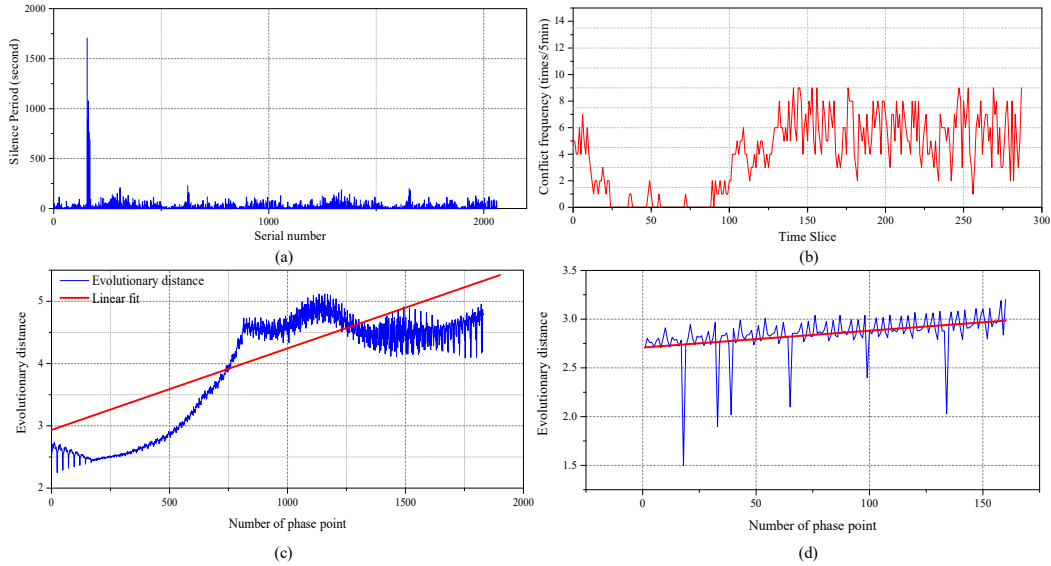 2000
1500
1000
500
0
Silence Period (second)
0
1000
2000
Serial number
(a)
14
12
10
8
6
4
2
0
Conflict frequency (times/5min)
0
50
100
150
200
250
300
Time Slice
(b)
Evolutionary distance
Linear fit
5
4
3
2
Evolutionary distance
0
500
1000
1500
2000
Number of phase point
(c)
3.5
3.0
2.5
2.0
1.5
Evolutionary distance
0
50
100
150
Number of phase point
(d)